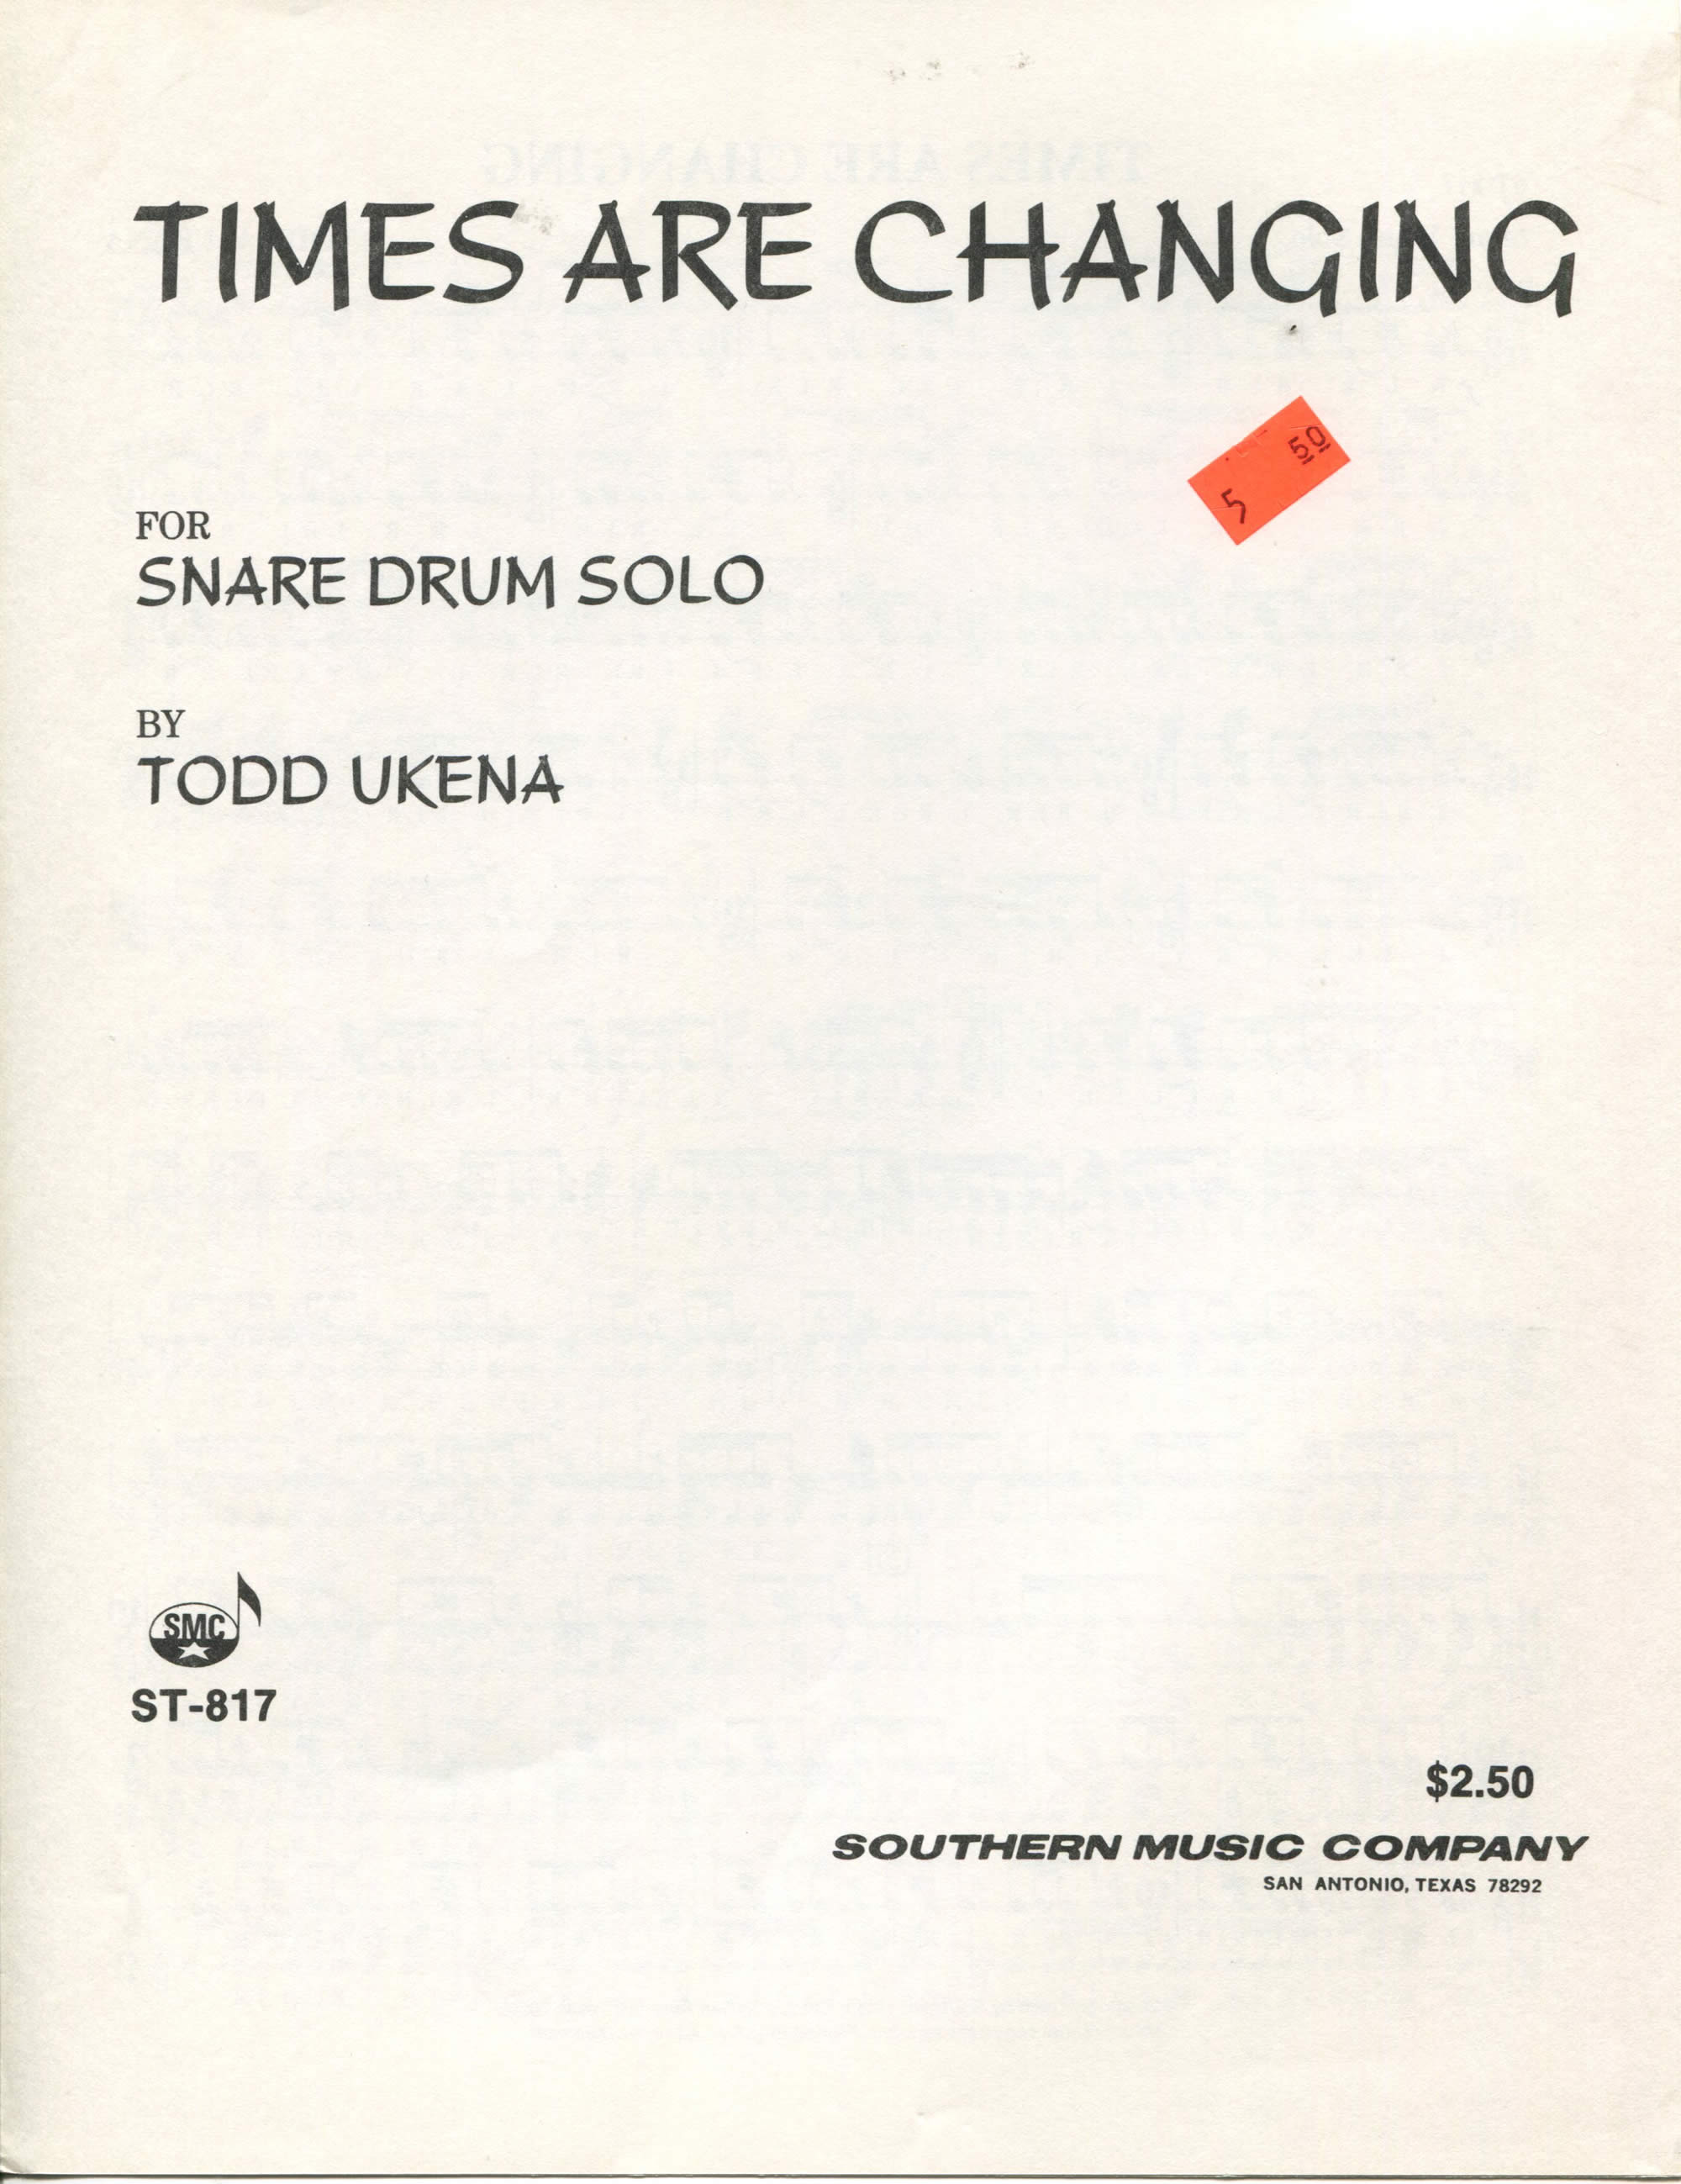 TIMES ARE CHANGING
5 50
FOR
SNARE DRUM SOLO
BY
TODD UKENA
SMC
ST-817
$2.50
SOUTHERN MUSIC COMPANY
SAN ANTONIO, TEXAS 78292